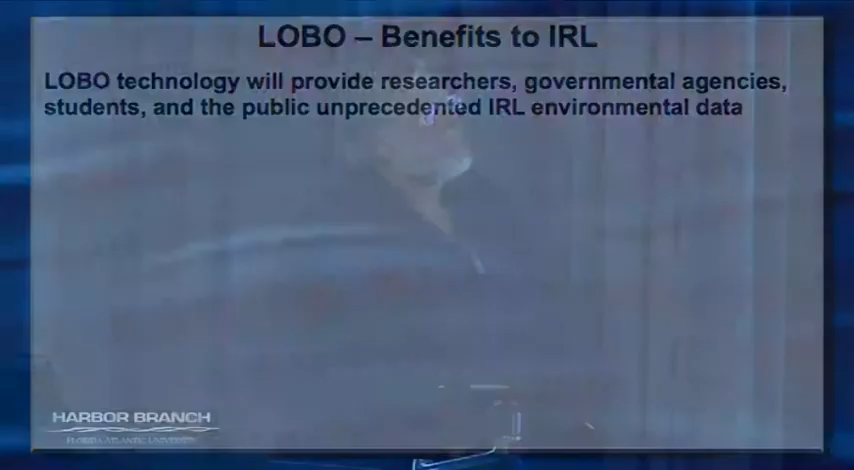 LOBO – Benefits to IRL
LOBO technology will provide researchers, governmental agencies,
students, and the public unprecedented IRL environmental data
HARBOR BRANCH
FLORIDA ATLANTIC UNIVERSITY